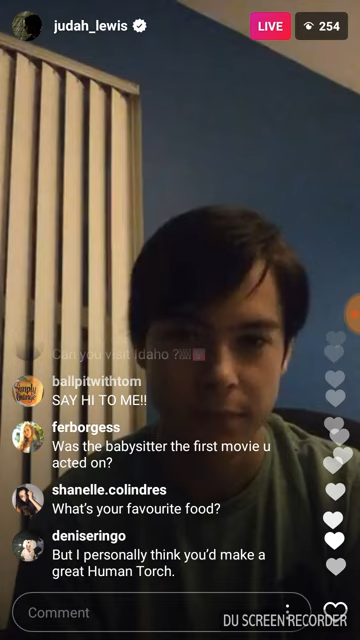 judah_lewis
LIVE
254
Can you visit Idaho ?
ballpitwithtom
SAY HI TO ME!!
ferborgess
Was the babysitter the first movie u
acted on?
shanelle.colindres
What's your favourite food?
deniseringo
But I personally think you'd make a
great Human Torch.
Comment
DU SCREEN RECORDER